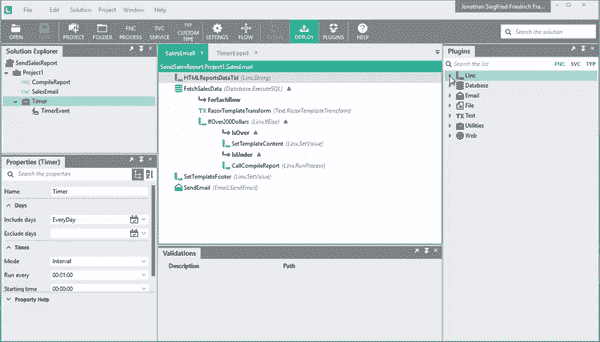 File Edit Solution Project Window Help
Jonathan Siegfried Friedrich Fra...
OPEN
PROJECT
FOLDER
FNC PROCESS
SVC SERVICE
TYP CUSTOM TYPE
SETTINGS
FLOW
DEPLOY
PLUGINS
HELP
Search the solution
Solution Explorer
SendSalesReport
Project1
FNC CompileReport
FNC SalesEmail
Timer
TimerEvent
Properties (Timer)
Search the properties
Name Timer
Days
Include days EveryDay
Exclude days
Times
Mode Interval
Run every 00:01:00
Starting time 00:00:00
Property Help
SalesEmail
TimerEvent
SendSalesReport.Project1.SalesEmail
HTMLReportsDataTbl (Linx.String)
FetchSalesData (Database.ExecuteSQL)
ForEachRow
TX RazorTemplateTransform (Text.RazorTemplateTransform)
IfOver200Dollars (Linx.IfElse)
IsOver
SetTemplateContent (Linx.SetValue)
IsUnder
CallCompileReport (Linx.RunProcess)
SetTemplateFooter (Linx.SetValue)
SendEmail (Email.SendEmail)
Validations
Description Path
Plugins
Search the list FNC SVC TYP
Linx
Database
Email
File
TX Text
Utilities
Web